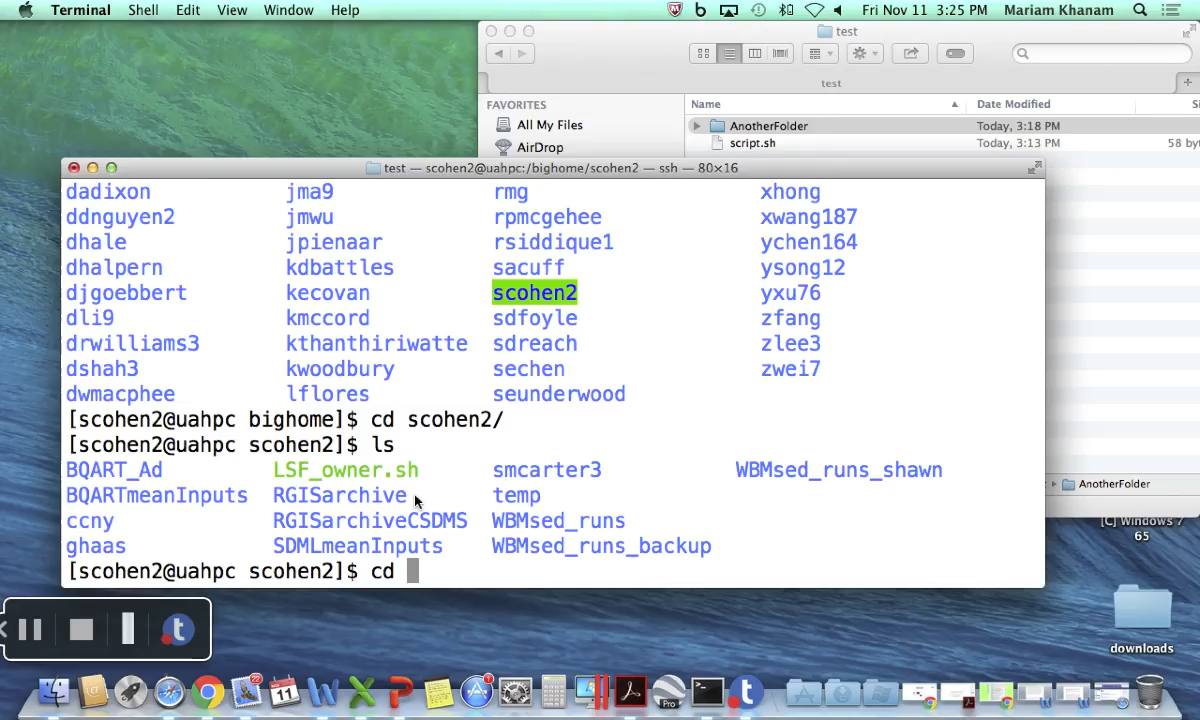 Terminal Shell Edit View Window Help Fri Nov 11 3:25 PM Mariam Khanam
test
test
FAVORITES
All My Files
AirDrop
Name Date Modified
AnotherFolder Today, 3:18 PM
script.sh Today, 3:13 PM 58 by
test — scohen2@uahpc:/bighome/scohen2 — ssh — 80×16
dadixon jma9 rmg xhong
ddnguyen2 jmwu rpmcgehee xwang187
dhale jpienaar rsiddique1 ychen164
dhalpern kdbattles sacuff ysong12
djgoebbert kecovan scohen2 yxu76
dli9 kmccord sdfoyle zfang
drwilliams3 kthanthiriwatte sdreach zlee3
dshah3 kwoodbury sechen zwei7
dwmacphee lflores seunderwood
[scohen2@uahpc bighome]$ cd scohen2/
[scohen2@uahpc scohen2]$ ls
BQART_Ad LSF_owner.sh smcarter3 WBMsed_runs_shawn
BQARTmeanInputs RGISarchive temp
ccny RGISarchiveCSDMS WBMsed_runs
ghaas SDMLmeanInputs WBMsed_runs_backup
[scohen2@uahpc scohen2]$ cd
AnotherFolder
[C] Windows 7
65
downloads